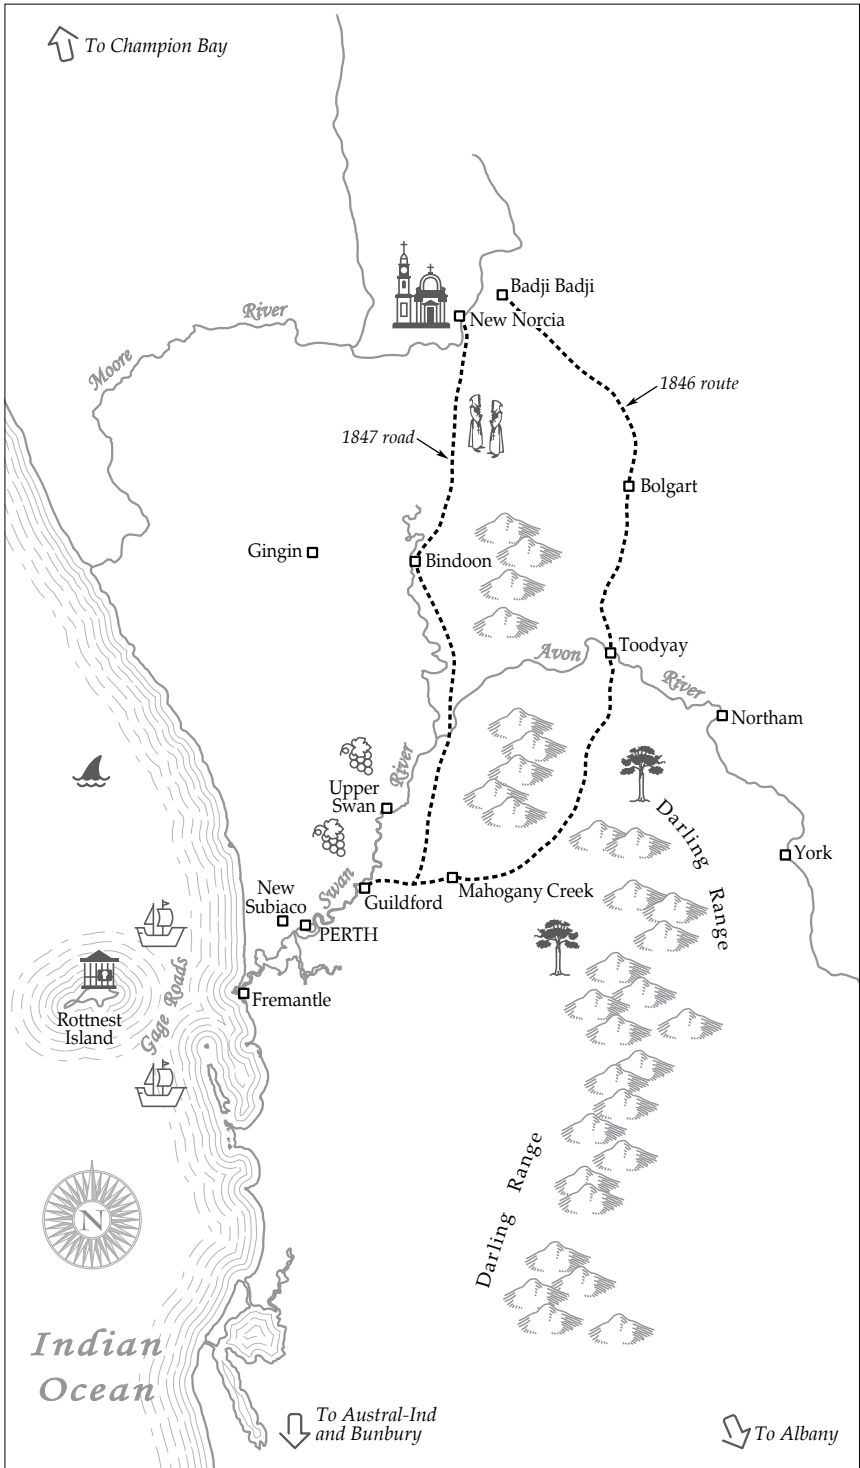 To Champion Bay
Badji Badji
New Norcia
River
Moore
1846 route
1847 road
Bolgart
Gingin
Bindoon
Toodyay
Avon
River
Northam
River
Upper
Swan
Darling Range
York
Swan
New
Subiaco
Guildford
Mahogany Creek
PERTH
Fremantle
Gage Roads
Rottnest
Island
Darling Range
N
Indian
Ocean
To Austral-Ind
and Bunbury
To Albany